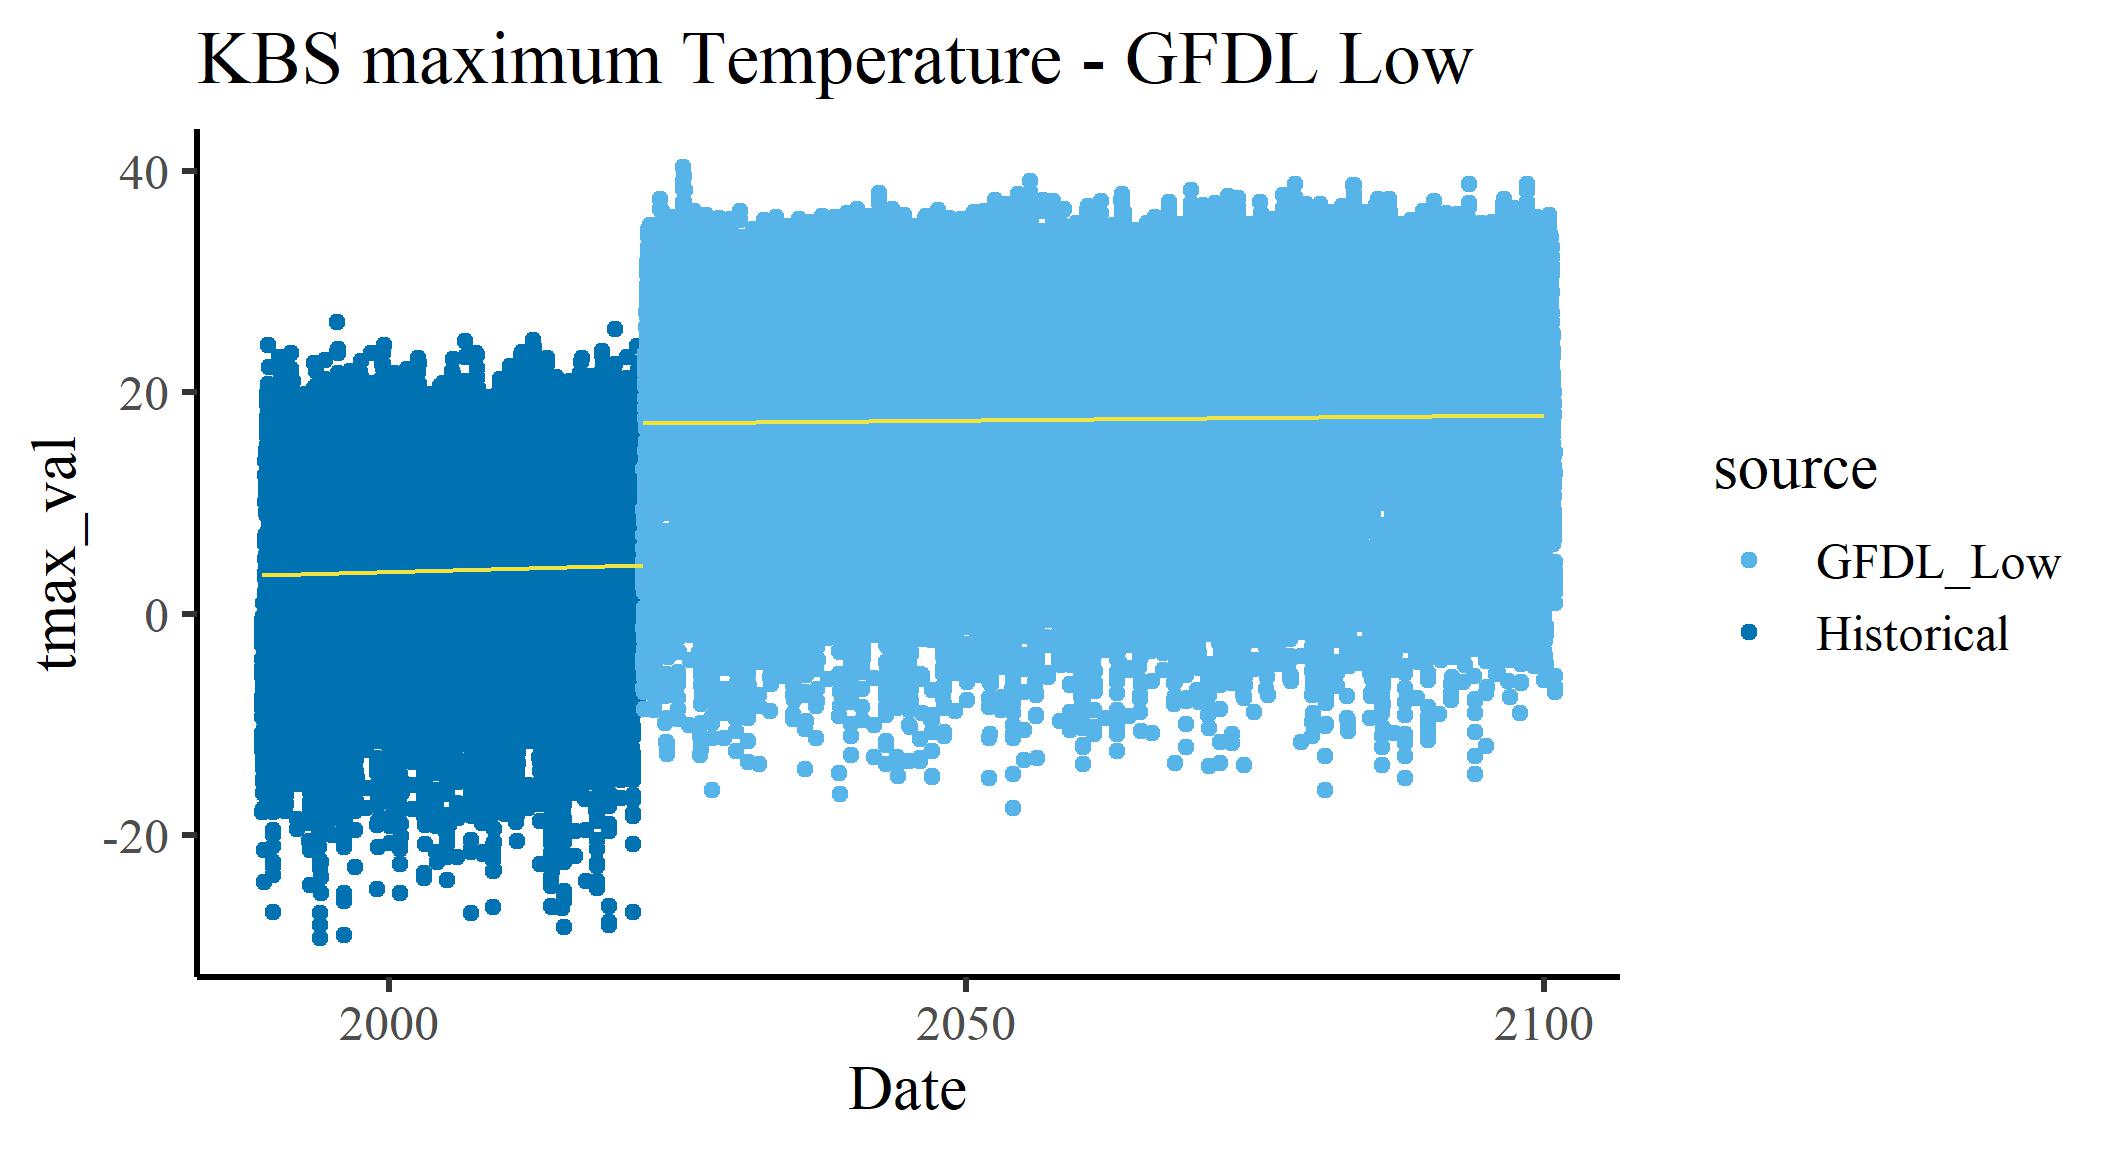 KBS maximum Temperature - GFDL Low
40
20
0
-20
tmax_val
2000 2050 2100
Date
source
GFDL_Low
Historical